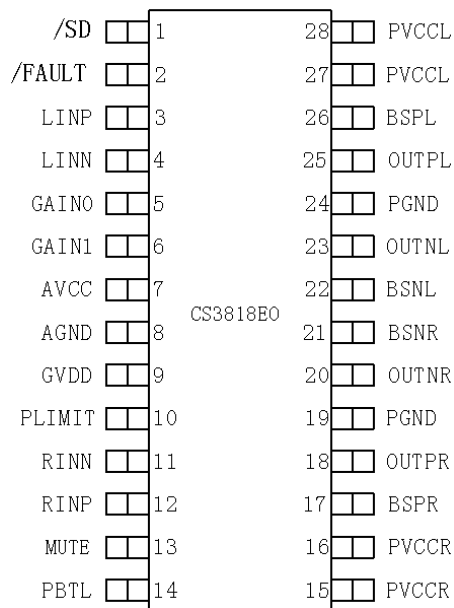 /SD 1 28 PVCCL
/FAULT 2 27 PVCCL
LINP 3 26 BSPL
LINN 4 25 OUTPL
GAIN0 5 24 PGND
GAIN1 6 23 OUTNL
AVCC 7 22 BSNL
CS3818EO
AGND 8 21 BSNR
GVDD 9 20 OUTNR
PLIMIT 10 19 PGND
RINN 11 18 OUTPR
RINP 12 17 BSPR
MUTE 13 16 PVCCR
PBTL 14 15 PVCCR